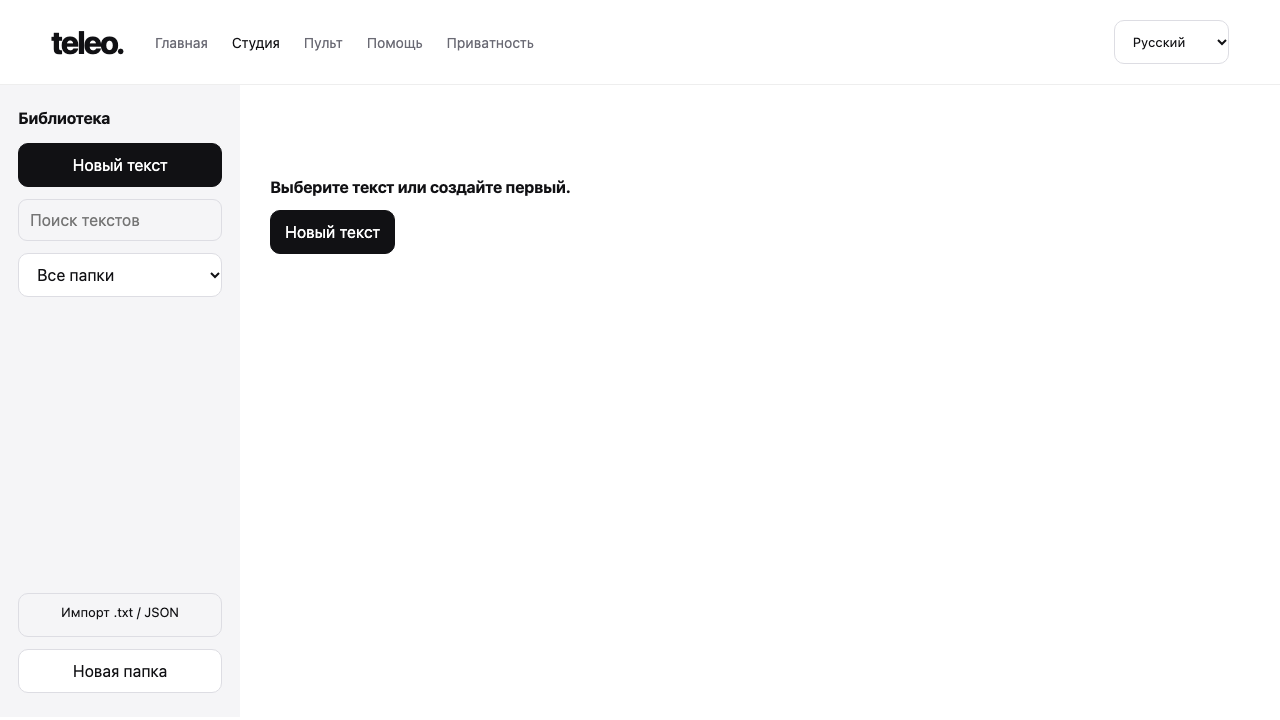 teleo.
Главная
Студия
Пульт
Помощь
Приватность
Русский
Библиотека
Новый текст
Поиск текстов
Все папки
Импорт .txt / JSON
Новая папка
Выберите текст или создайте первый.
Новый текст